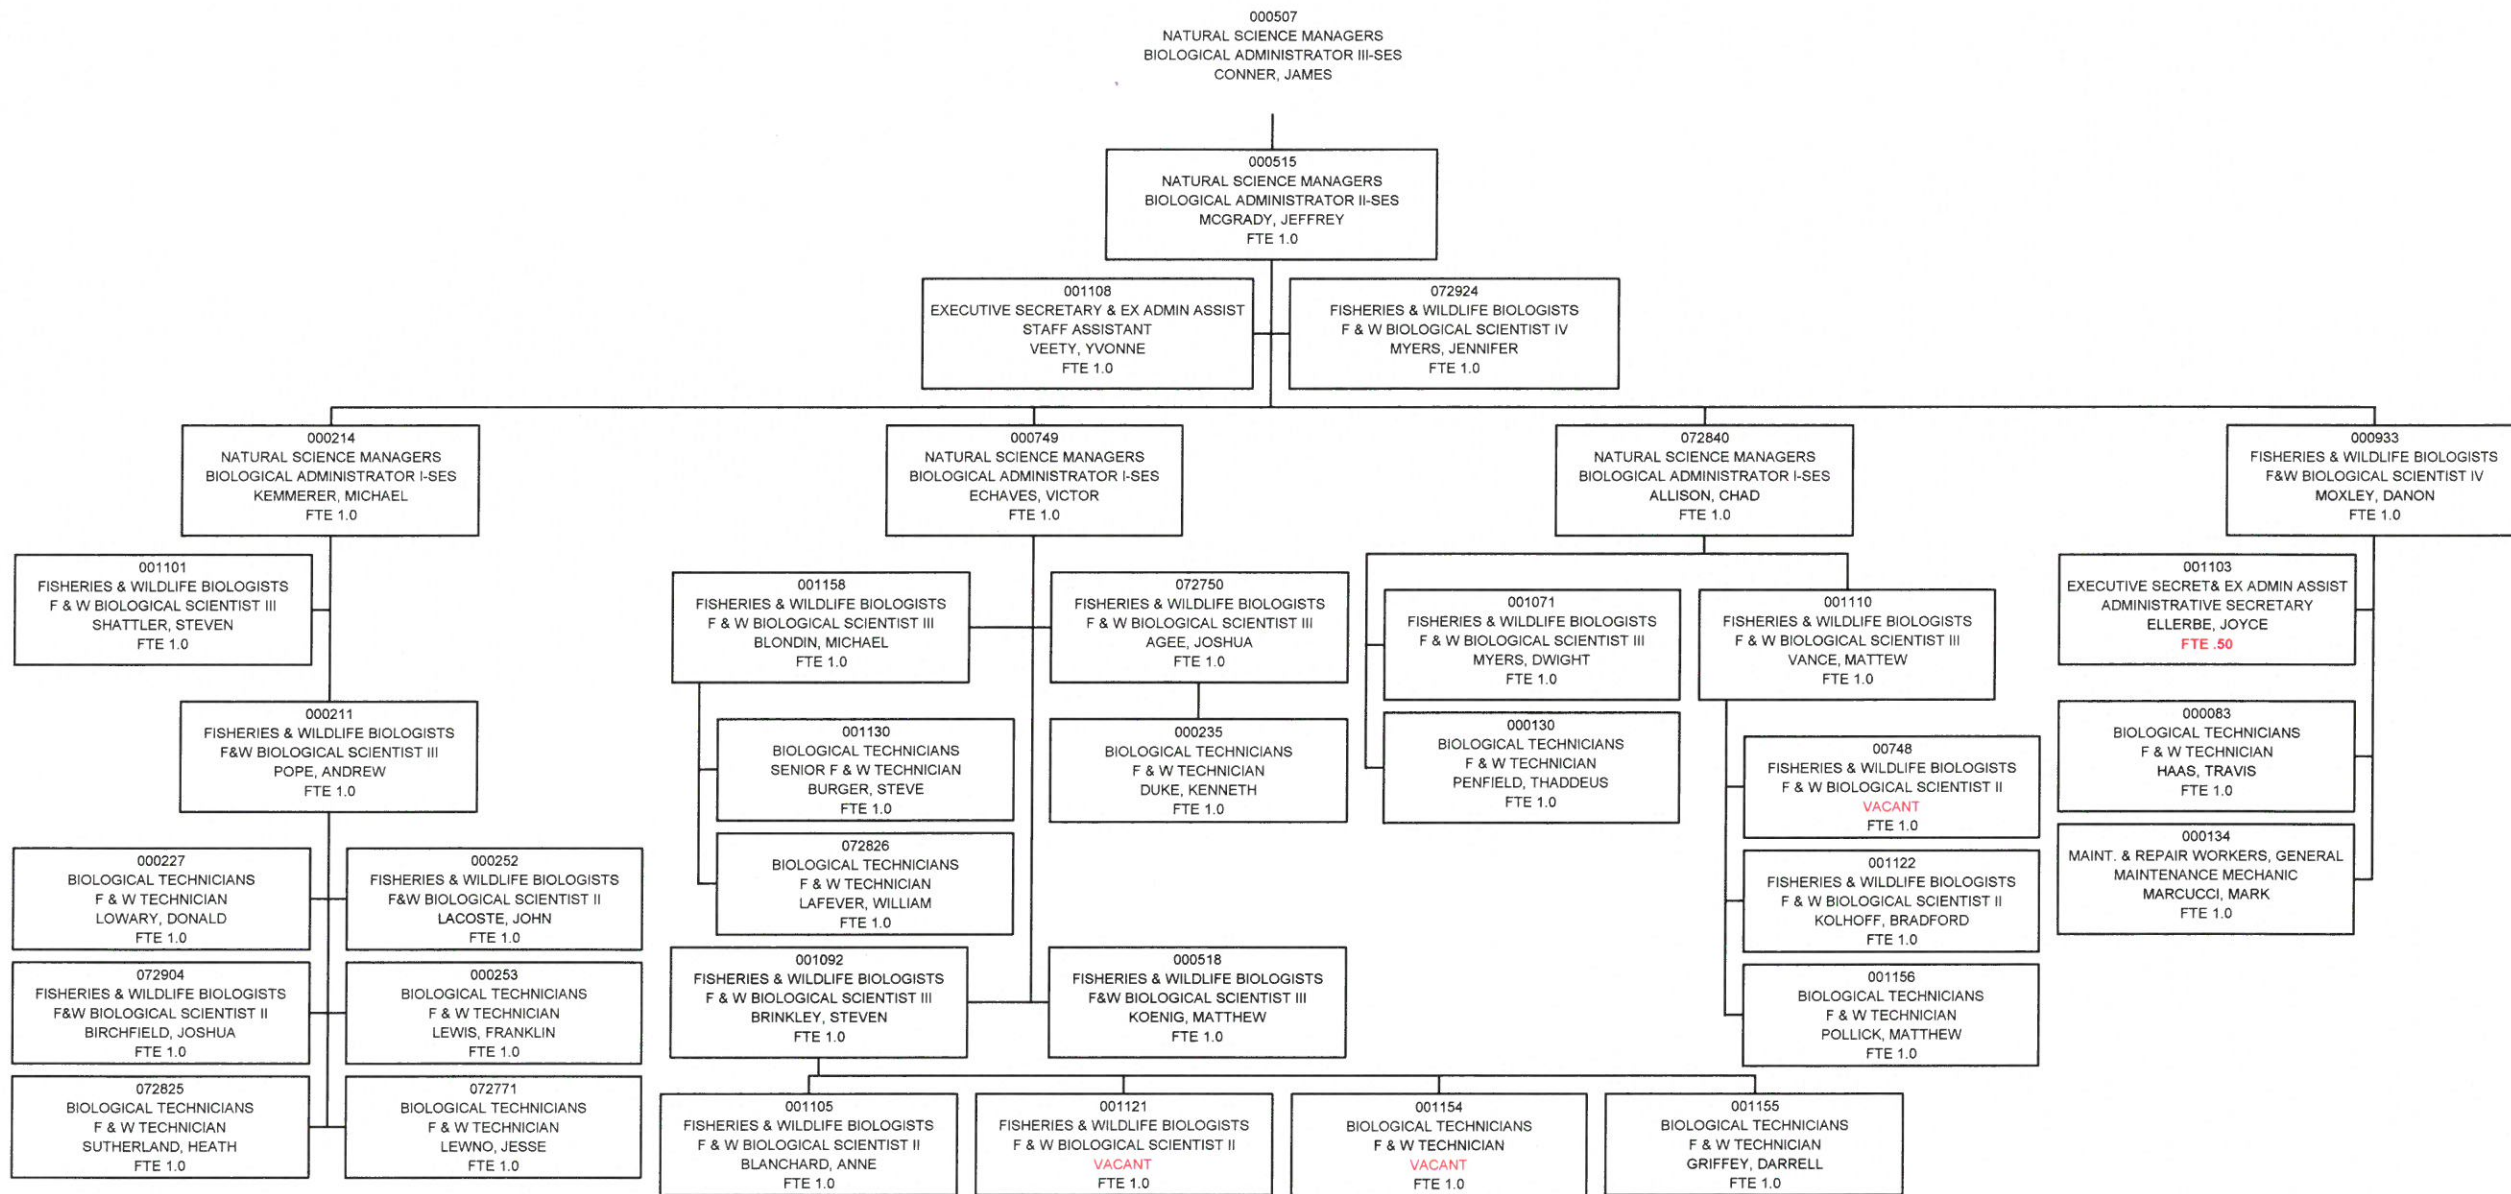 000507
NATURAL SCIENCE MANAGERS
BIOLOGICAL ADMINISTRATOR III-SES
CONNER, JAMES
000515
NATURAL SCIENCE MANAGERS
BIOLOGICAL ADMINISTRATOR II-SES
MCGRADY, JEFFREY
FTE 1.0
001108
EXECUTIVE SECRETARY & EX ADMIN ASSIST
STAFF ASSISTANT
VEETY, YVONNE
FTE 1.0
072924
FISHERIES & WILDLIFE BIOLOGISTS
F & W BIOLOGICAL SCIENTIST IV
MYERS, JENNIFER
FTE 1.0
000214
NATURAL SCIENCE MANAGERS
BIOLOGICAL ADMINISTRATOR I-SES
KEMMERER, MICHAEL
FTE 1.0
000749
NATURAL SCIENCE MANAGERS
BIOLOGICAL ADMINISTRATOR I-SES
ECHAVES, VICTOR
FTE 1.0
072840
NATURAL SCIENCE MANAGERS
BIOLOGICAL ADMINISTRATOR I-SES
ALLISON, CHAD
FTE 1.0
000933
FISHERIES & WILDLIFE BIOLOGISTS
F&W BIOLOGICAL SCIENTIST IV
MOXLEY, DANON
FTE 1.0
001101
FISHERIES & WILDLIFE BIOLOGISTS
F & W BIOLOGICAL SCIENTIST III
SHATTLER, STEVEN
FTE 1.0
001158
FISHERIES & WILDLIFE BIOLOGISTS
F & W BIOLOGICAL SCIENTIST III
BLONDIN, MICHAEL
FTE 1.0
072750
FISHERIES & WILDLIFE BIOLOGISTS
F & W BIOLOGICAL SCIENTIST III
AGEE, JOSHUA
FTE 1.0
001071
FISHERIES & WILDLIFE BIOLOGISTS
F & W BIOLOGICAL SCIENTIST III
MYERS, DWIGHT
FTE 1.0
001110
FISHERIES & WILDLIFE BIOLOGISTS
F & W BIOLOGICAL SCIENTIST III
VANCE, MATTEW
FTE 1.0
001103
EXECUTIVE SECRET& EX ADMIN ASSIST
ADMINISTRATIVE SECRETARY
ELLERBE, JOYCE
FTE .50
000211
FISHERIES & WILDLIFE BIOLOGISTS
F&W BIOLOGICAL SCIENTIST III
POPE, ANDREW
FTE 1.0
001130
BIOLOGICAL TECHNICIANS
SENIOR F & W TECHNICIAN
BURGER, STEVE
FTE 1.0
000235
BIOLOGICAL TECHNICIANS
F & W TECHNICIAN
DUKE, KENNETH
FTE 1.0
000130
BIOLOGICAL TECHNICIANS
F & W TECHNICIAN
PENFIELD, THADDEUS
FTE 1.0
00748
FISHERIES & WILDLIFE BIOLOGISTS
F & W BIOLOGICAL SCIENTIST II
VACANT
FTE 1.0
000083
BIOLOGICAL TECHNICIANS
F & W TECHNICIAN
HAAS, TRAVIS
FTE 1.0
000227
BIOLOGICAL TECHNICIANS
F & W TECHNICIAN
LOWARY, DONALD
FTE 1.0
000252
FISHERIES & WILDLIFE BIOLOGISTS
F&W BIOLOGICAL SCIENTIST II
LACOSTE, JOHN
FTE 1.0
072826
BIOLOGICAL TECHNICIANS
F & W TECHNICIAN
LAFEVER, WILLIAM
FTE 1.0
001122
FISHERIES & WILDLIFE BIOLOGISTS
F & W BIOLOGICAL SCIENTIST II
KOLHOFF, BRADFORD
FTE 1.0
000134
MAINT. & REPAIR WORKERS, GENERAL
MAINTENANCE MECHANIC
MARCUCCI, MARK
FTE 1.0
072904
FISHERIES & WILDLIFE BIOLOGISTS
F&W BIOLOGICAL SCIENTIST II
BIRCHFIELD, JOSHUA
FTE 1.0
000253
BIOLOGICAL TECHNICIANS
F & W TECHNICIAN
LEWIS, FRANKLIN
FTE 1.0
001092
FISHERIES & WILDLIFE BIOLOGISTS
F & W BIOLOGICAL SCIENTIST III
BRINKLEY, STEVEN
FTE 1.0
000518
FISHERIES & WILDLIFE BIOLOGISTS
F&W BIOLOGICAL SCIENTIST III
KOENIG, MATTHEW
FTE 1.0
001156
BIOLOGICAL TECHNICIANS
F & W TECHNICIAN
POLLICK, MATTHEW
FTE 1.0
072825
BIOLOGICAL TECHNICIANS
F & W TECHNICIAN
SUTHERLAND, HEATH
FTE 1.0
072771
BIOLOGICAL TECHNICIANS
F & W TECHNICIAN
LEWNO, JESSE
FTE 1.0
001105
FISHERIES & WILDLIFE BIOLOGISTS
F & W BIOLOGICAL SCIENTIST II
BLANCHARD, ANNE
FTE 1.0
001121
FISHERIES & WILDLIFE BIOLOGISTS
F & W BIOLOGICAL SCIENTIST II
VACANT
FTE 1.0
001154
BIOLOGICAL TECHNICIANS
F & W TECHNICIAN
VACANT
FTE 1.0
001155
BIOLOGICAL TECHNICIANS
F & W TECHNICIAN
GRIFFEY, DARRELL
FTE 1.0